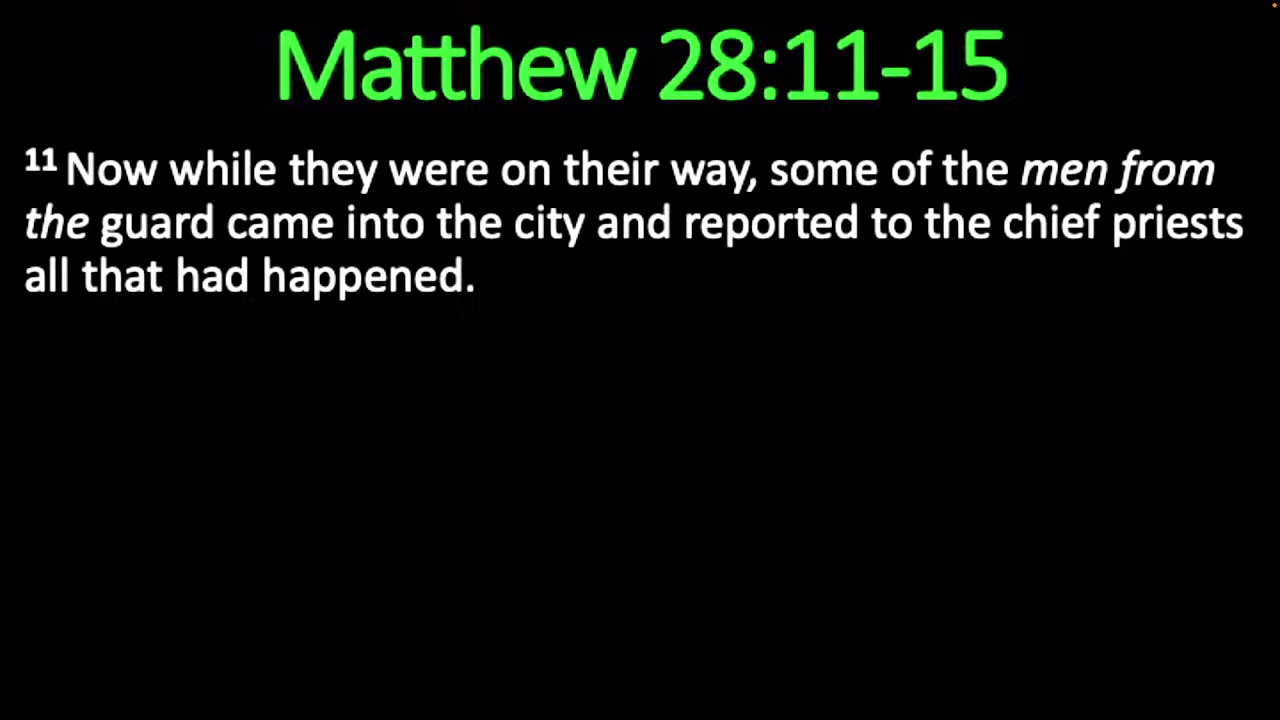 Matthew 28:11-15
11 Now while they were on their way, some of the men from
the guard came into the city and reported to the chief priests
all that had happened.